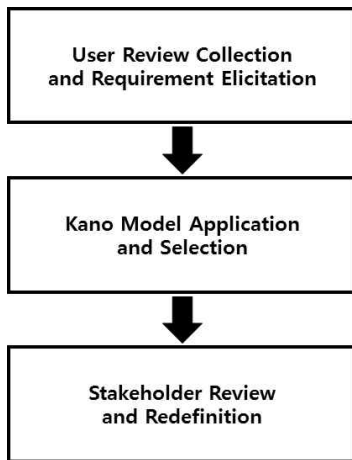 User Review Collection
and Requirement Elicitation
Kano Model Application
and Selection
Stakeholder Review
and Redefinition